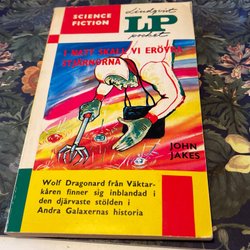 SCIENCE
FICTION
Lindqvist
LP
pocket
I NATT SKALL VI ERÖVRA
STJÄRNORNA
JOHN
JAKES
Wolf Dragonard från Väktar-
kåren finner sig inblandad i
den djärvaste stölden i
Andra Galaxernas historia